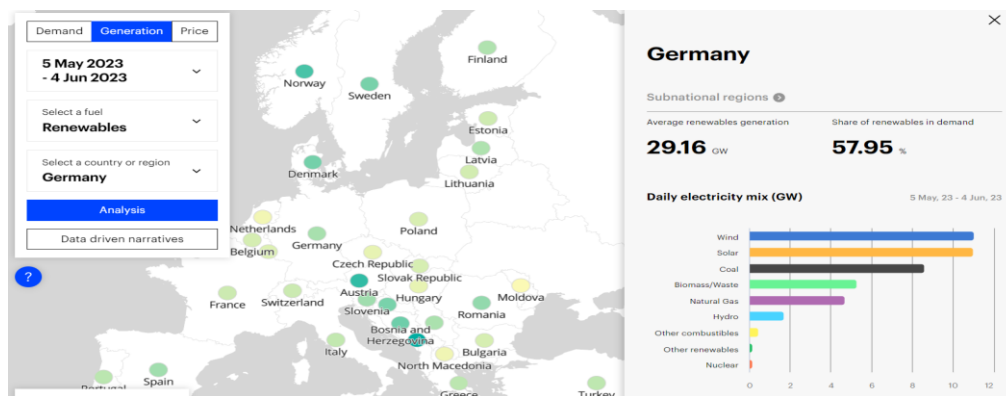 Demand Generation Price
5 May 2023
- 4 Jun 2023
Select a fuel
Renewables
Select a country or region
Germany
Analysis
Data driven narratives
?
Finland
Norway
Sweden
Estonia
Latvia
Denmark
Lithuania
Netherlands
Germany
Poland
Belgium
Czech Republic
Slovak Republic
Austria
Hungary
Moldova
France
Switzerland
Slovenia
Romania
Bosnia and
Herzegovina
Italy
Bulgaria
North Macedonia
Spain
Portugal
Greece
Turkey
Germany
Subnational regions
Average renewables generation
29.16 GW
Share of renewables in demand
57.95 %
Daily electricity mix (GW)
5 May, 23 - 4 Jun, 23
Wind
Solar
Coal
Biomass/Waste
Natural Gas
Hydro
Other combustibles
Other renewables
Nuclear
0 2 4 6 8 10 12